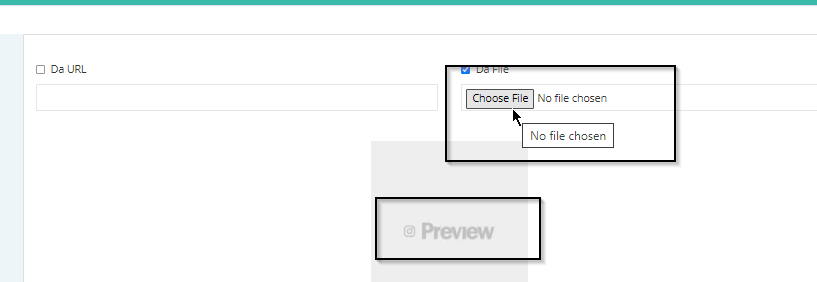 Da URL
Da File
Choose File No file chosen
No file chosen
Preview